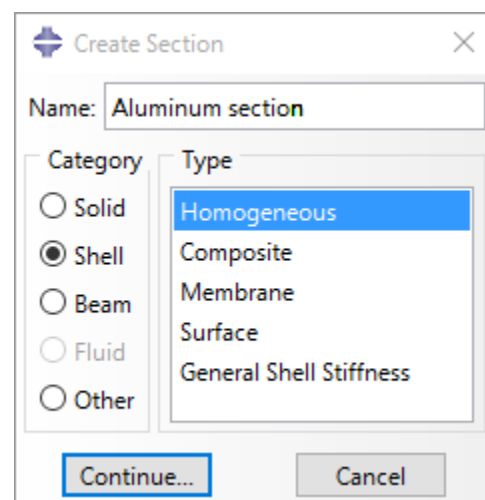 Create Section
Name: Aluminum section
Category
Type
Solid
Shell
Beam
Fluid
Other
Homogeneous
Composite
Membrane
Surface
General Shell Stiffness
Continue...
Cancel